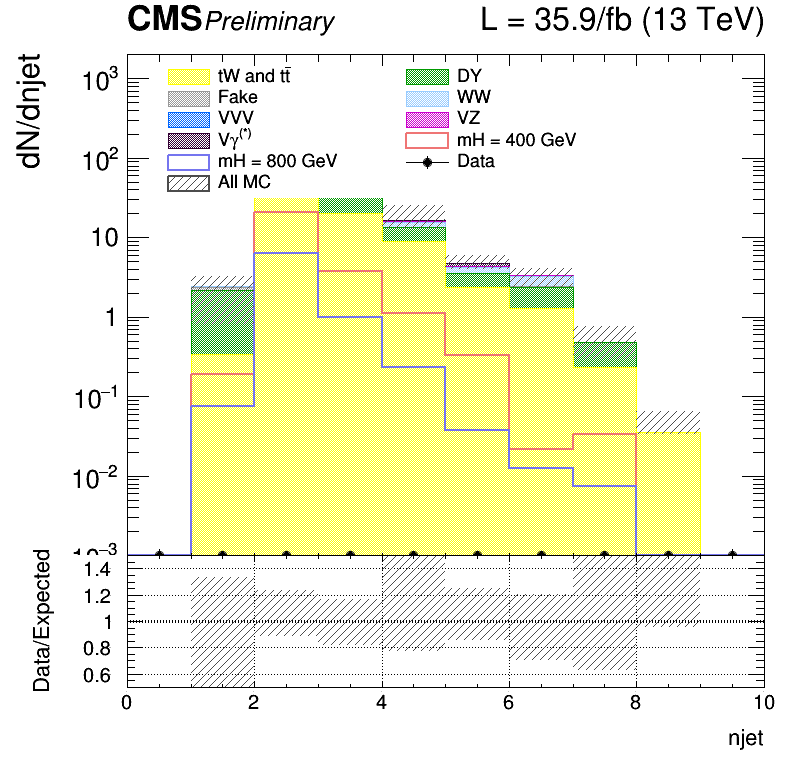 CMS Preliminary L = 35.9/fb (13 TeV)
dN/dnjet
tW and tt̄ DY
Fake WW
VVV VZ
Vγ(*) mH = 400 GeV
mH = 800 GeV Data
All MC
10³
10²
10
1
10⁻¹
10⁻²
10⁻³
Data/Expected
1.4
1.2
1
0.8
0.6
0 2 4 6 8 10
njet